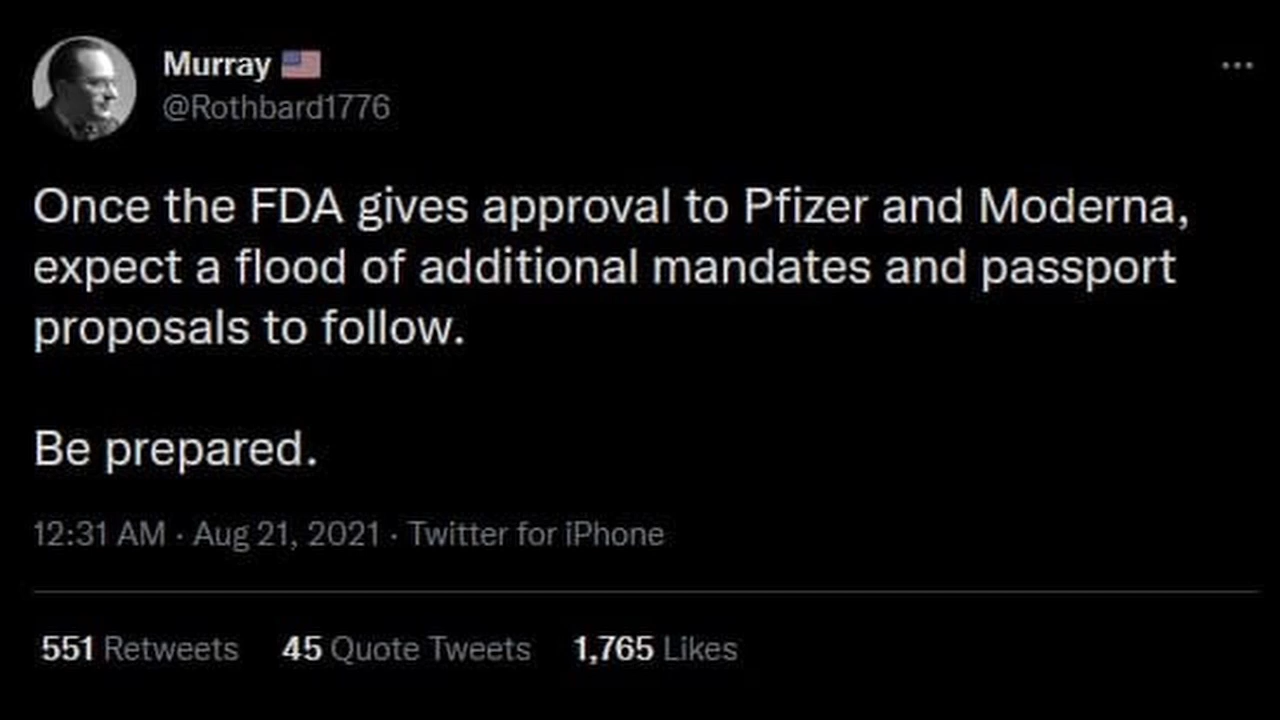 Murray 🇺🇸
@Rothbard1776
Once the FDA gives approval to Pfizer and Moderna,
expect a flood of additional mandates and passport
proposals to follow.
Be prepared.
12:31 AM · Aug 21, 2021 · Twitter for iPhone
551 Retweets 45 Quote Tweets 1,765 Likes